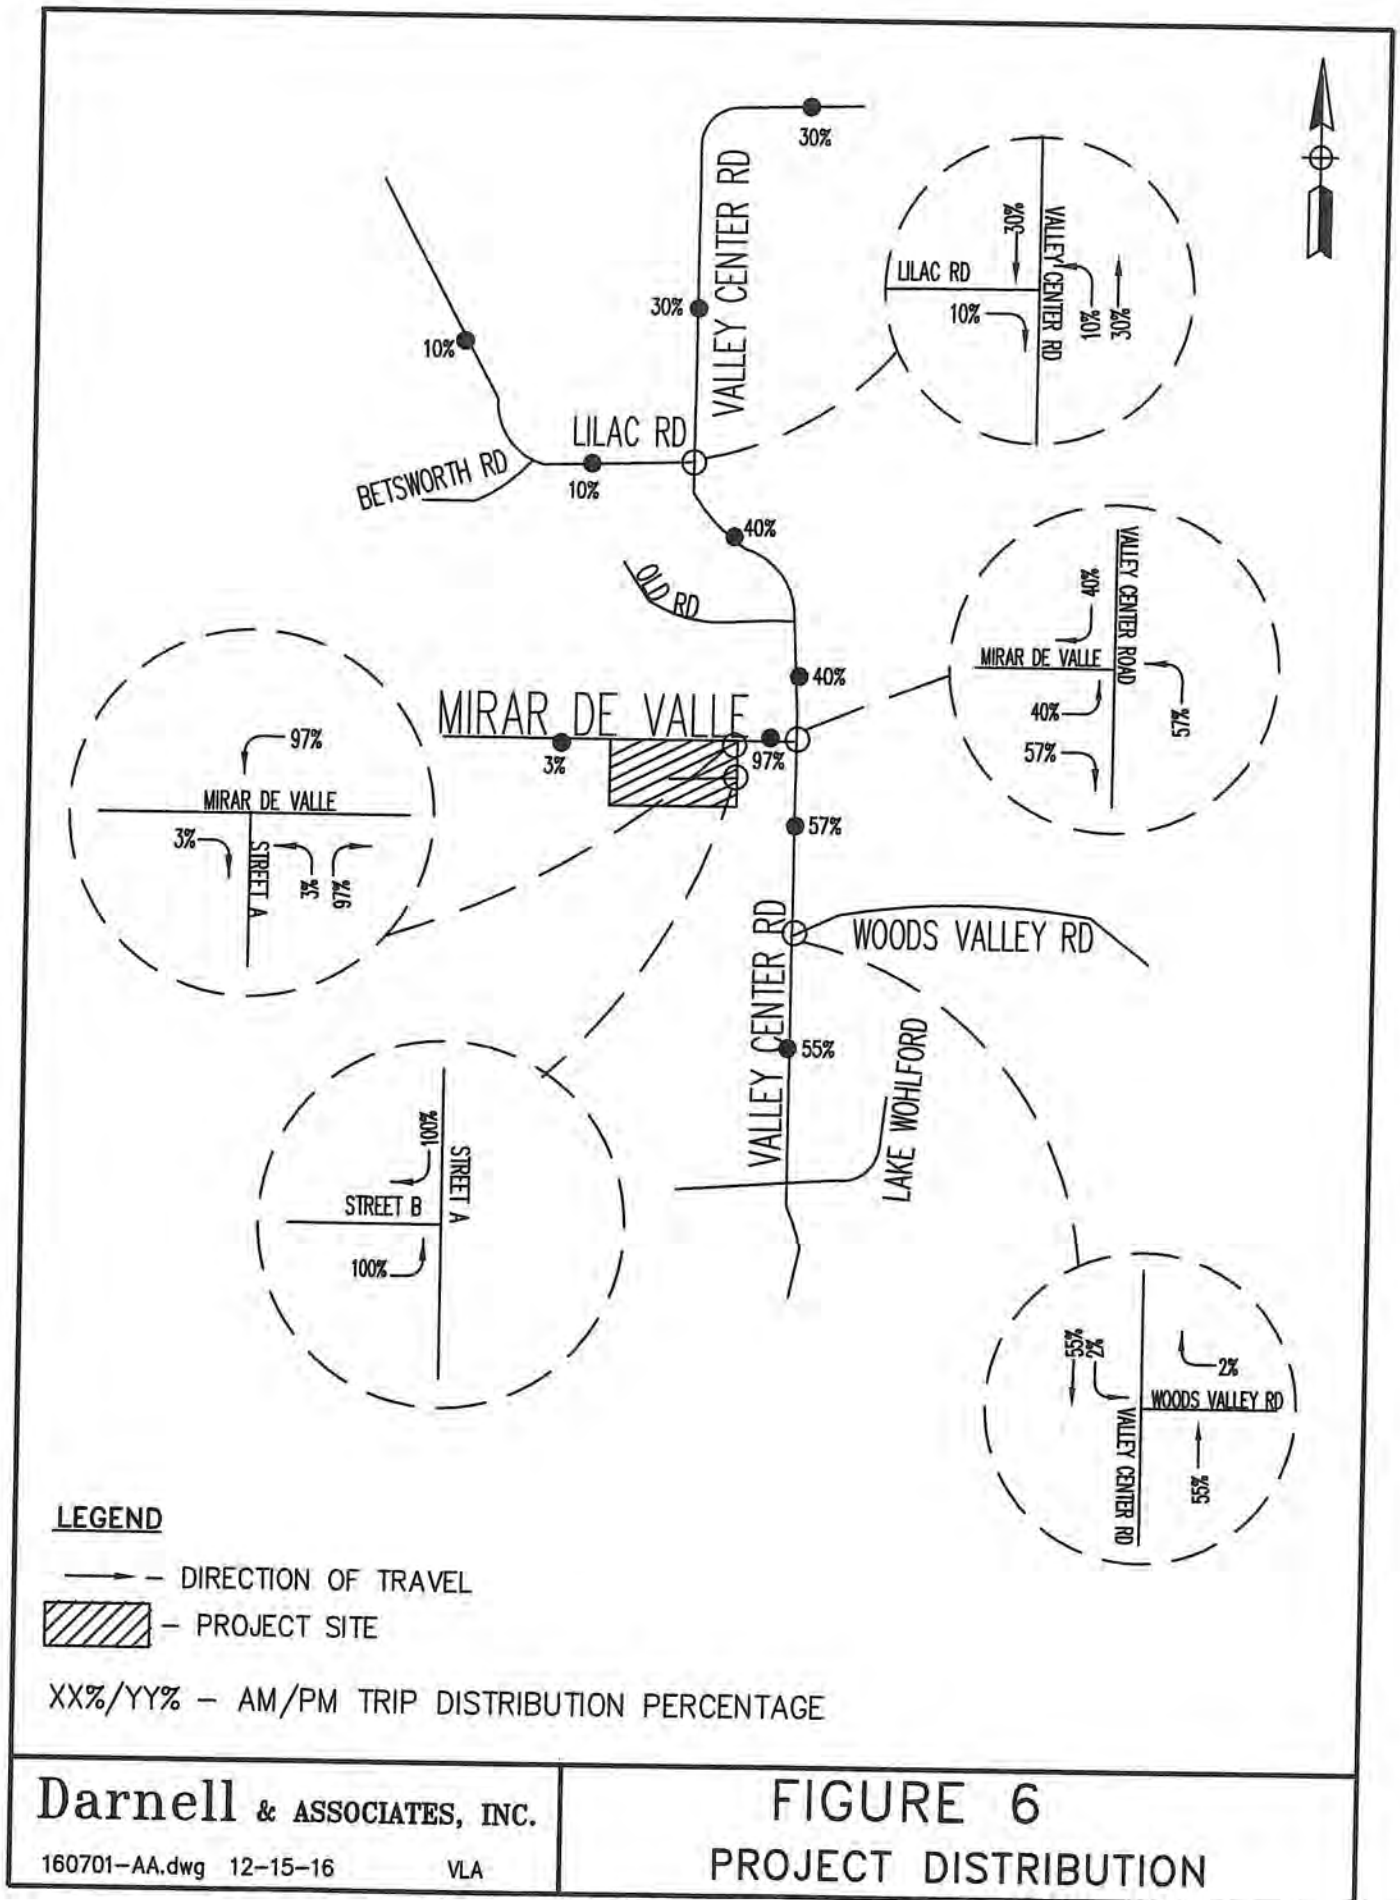 30%
VALLEY CENTER RD
30%
10%
LILAC RD
BETSWORTH RD
10%
40%
OLD RD
40%
MIRAR DE VALLE
3%
97%
57%
VALLEY CENTER RD
WOODS VALLEY RD
55%
LAKE WOHLFORD
30%
VALLEY CENTER RD
LILAC RD
10%
10%
30%
VALLEY CENTER ROAD
40%
MIRAR DE VALLE
40%
57%
57%
97%
MIRAR DE VALLE
3%
STREET A
3%
97%
100%
STREET A
STREET B
100%
55%
2%
2%
WOODS VALLEY RD
VALLEY CENTER RD
55%
LEGEND
– DIRECTION OF TRAVEL
– PROJECT SITE
XX%/YY% – AM/PM TRIP DISTRIBUTION PERCENTAGE
Darnell & ASSOCIATES, INC.
160701-AA.dwg 12-15-16 VLA
FIGURE 6
PROJECT DISTRIBUTION